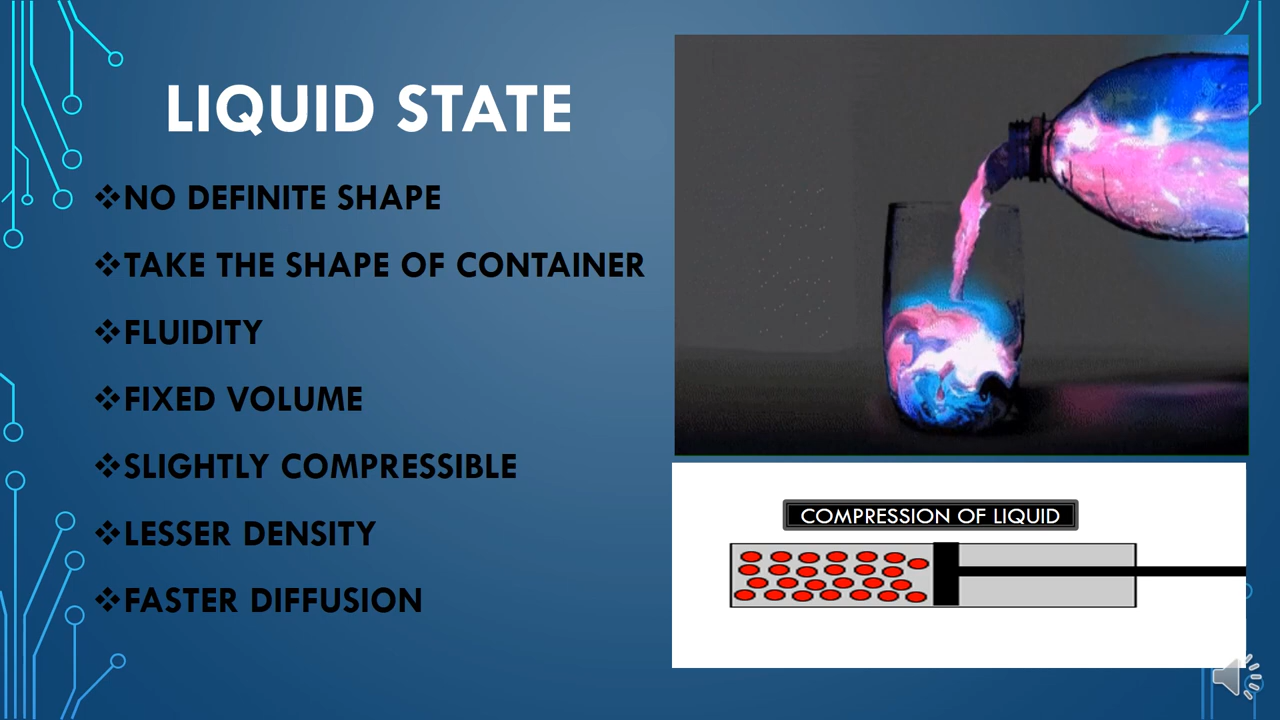 LIQUID STATE
❖NO DEFINITE SHAPE
❖TAKE THE SHAPE OF CONTAINER
❖FLUIDITY
❖FIXED VOLUME
❖SLIGHTLY COMPRESSIBLE
❖LESSER DENSITY
❖FASTER DIFFUSION
COMPRESSION OF LIQUID